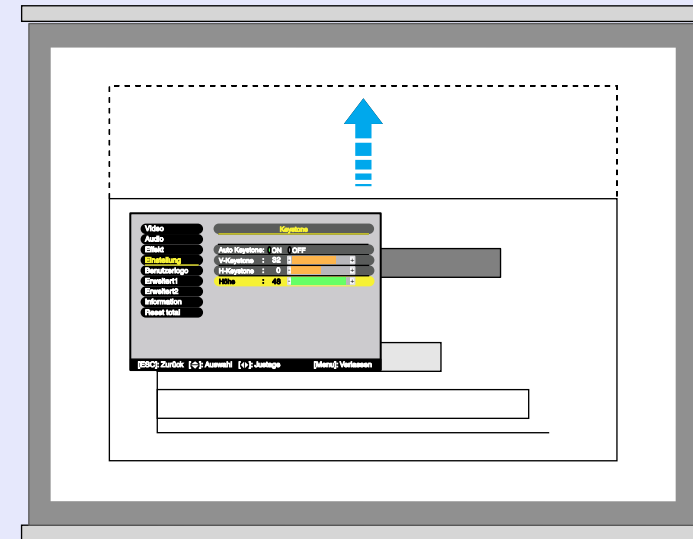 Video
Audio
Effekt
Einstellung
Benutzerlogo
Erweitert1
Erweitert2
Information
Reset total
Keystone
Auto Keystone: ON OFF
V-Keystone : 32 - +
H-Keystone : 0 - +
Höhe : 48 - +
[ESC]: Zurück [≑]: Auswahl [◂▸]: Justage [Menu]: Verlassen